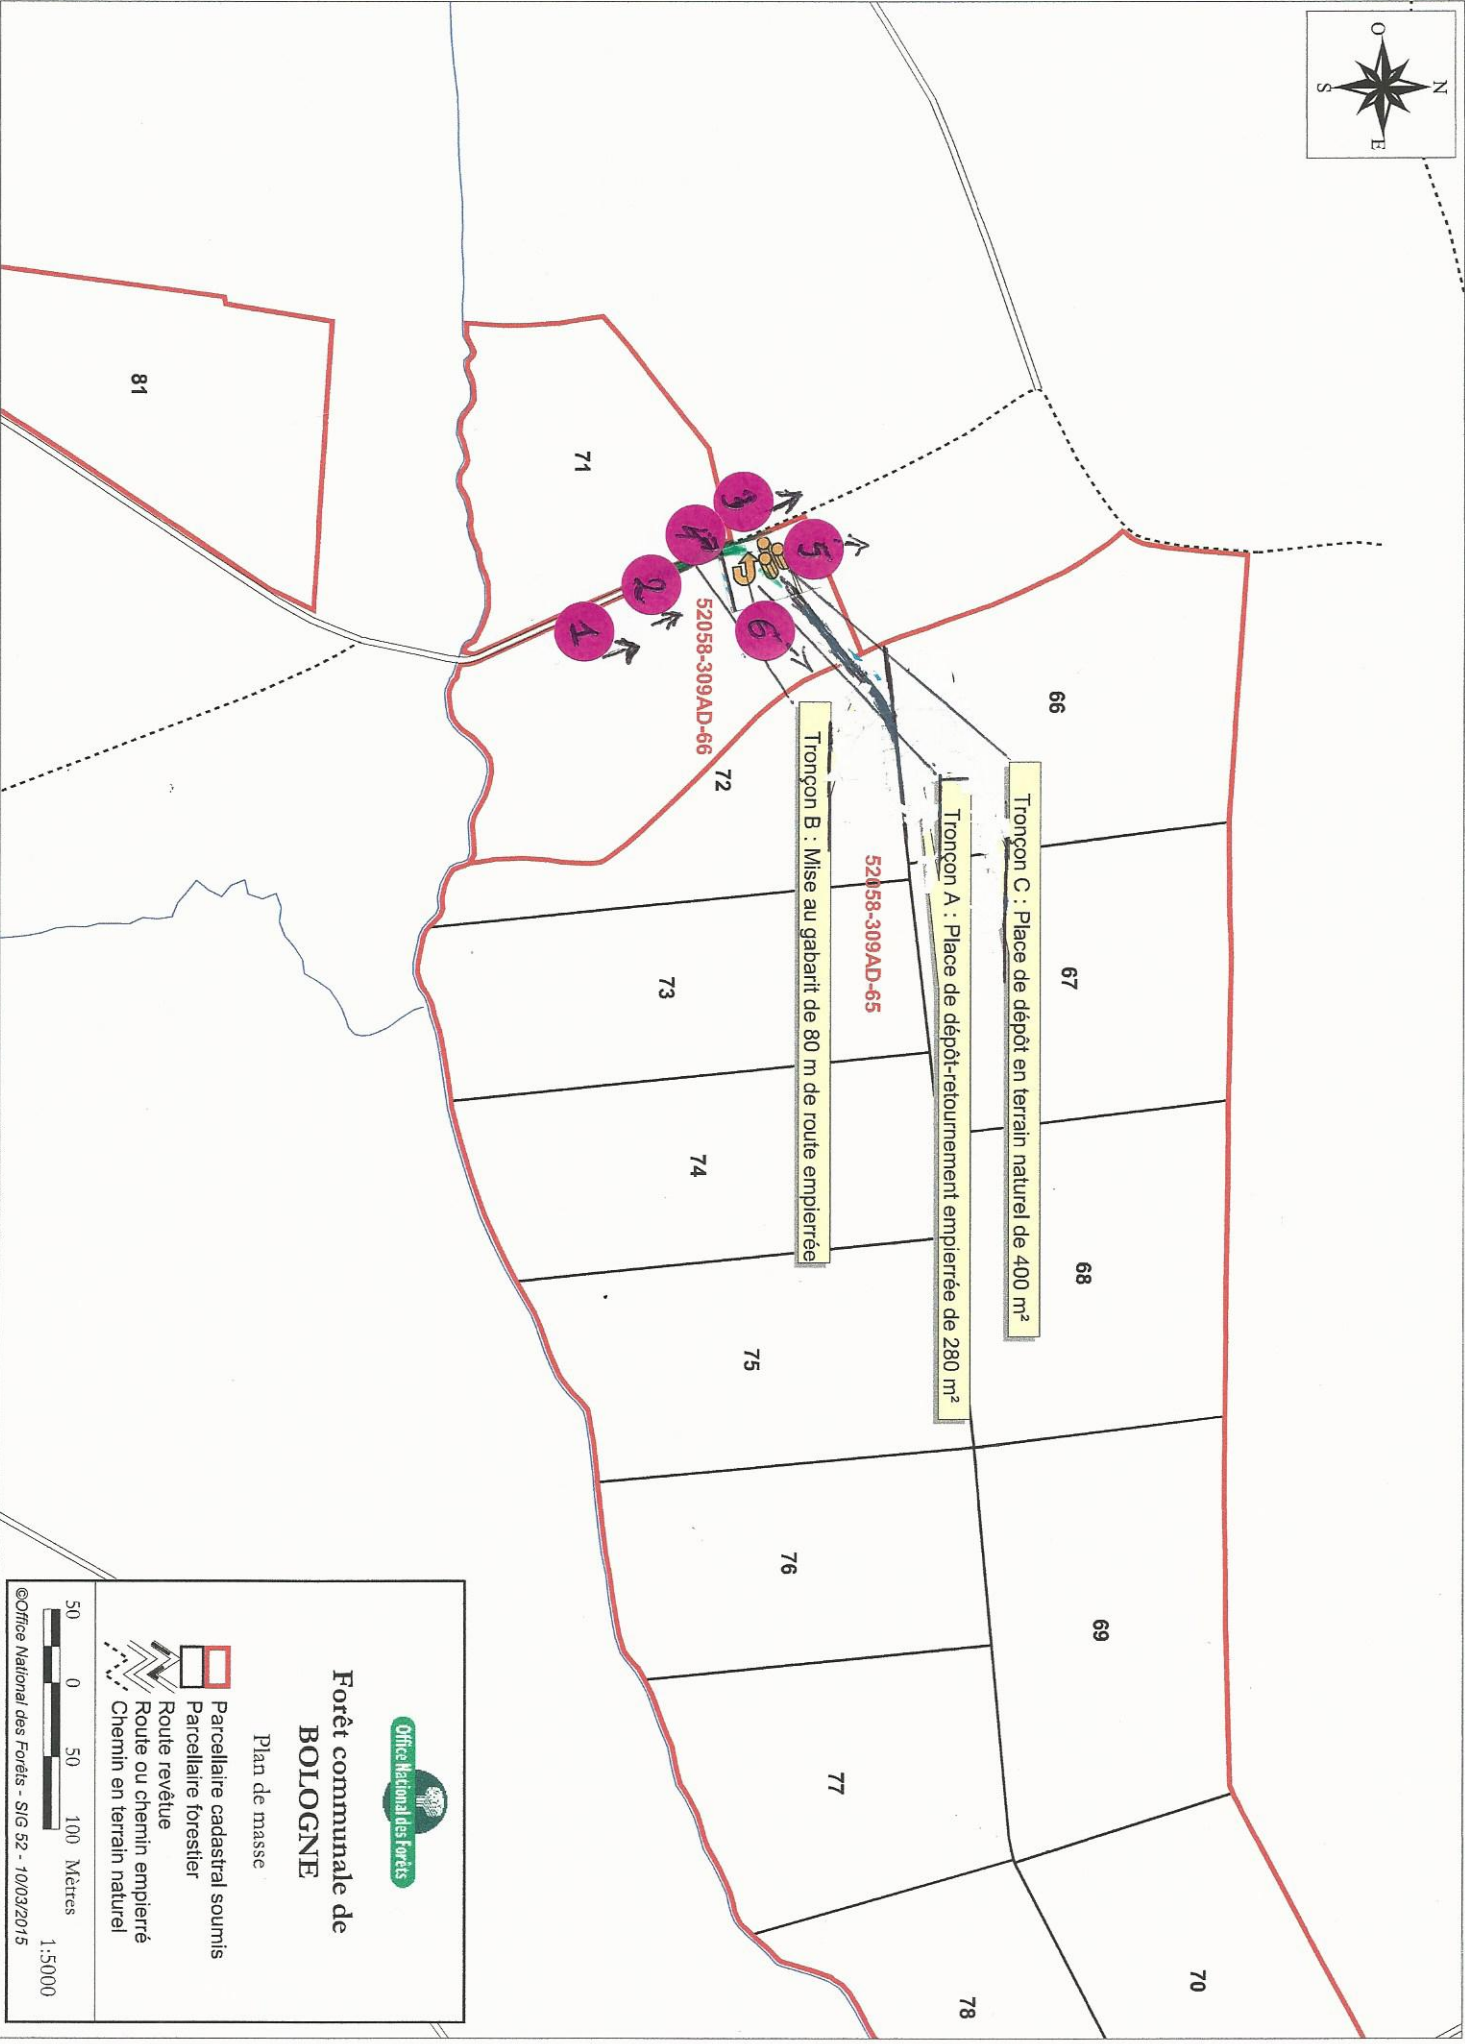 N
O
E
S
66
67
68
69
70
Tronçon C : Place de dépôt en terrain naturel de 400 m²
Tronçon A : Place de dépôt-retournement empierrée de 280 m²
Tronçon B : Mise au gabarit de 80 m de route empierrée
52058-309AD-65
52058-309AD-66
3
5
4
2
6
1
71
72
73
74
75
76
77
78
81
Office National des Forêts
Forêt communale de
BOLOGNE
Plan de masse
Parcellaire cadastral soumis
Parcellaire forestier
Route revêtue
Route ou chemin empierré
Chemin en terrain naturel
50 0 50 100 Mètres
1:5000
©Office National des Forêts - SIG 52 - 10/03/2015